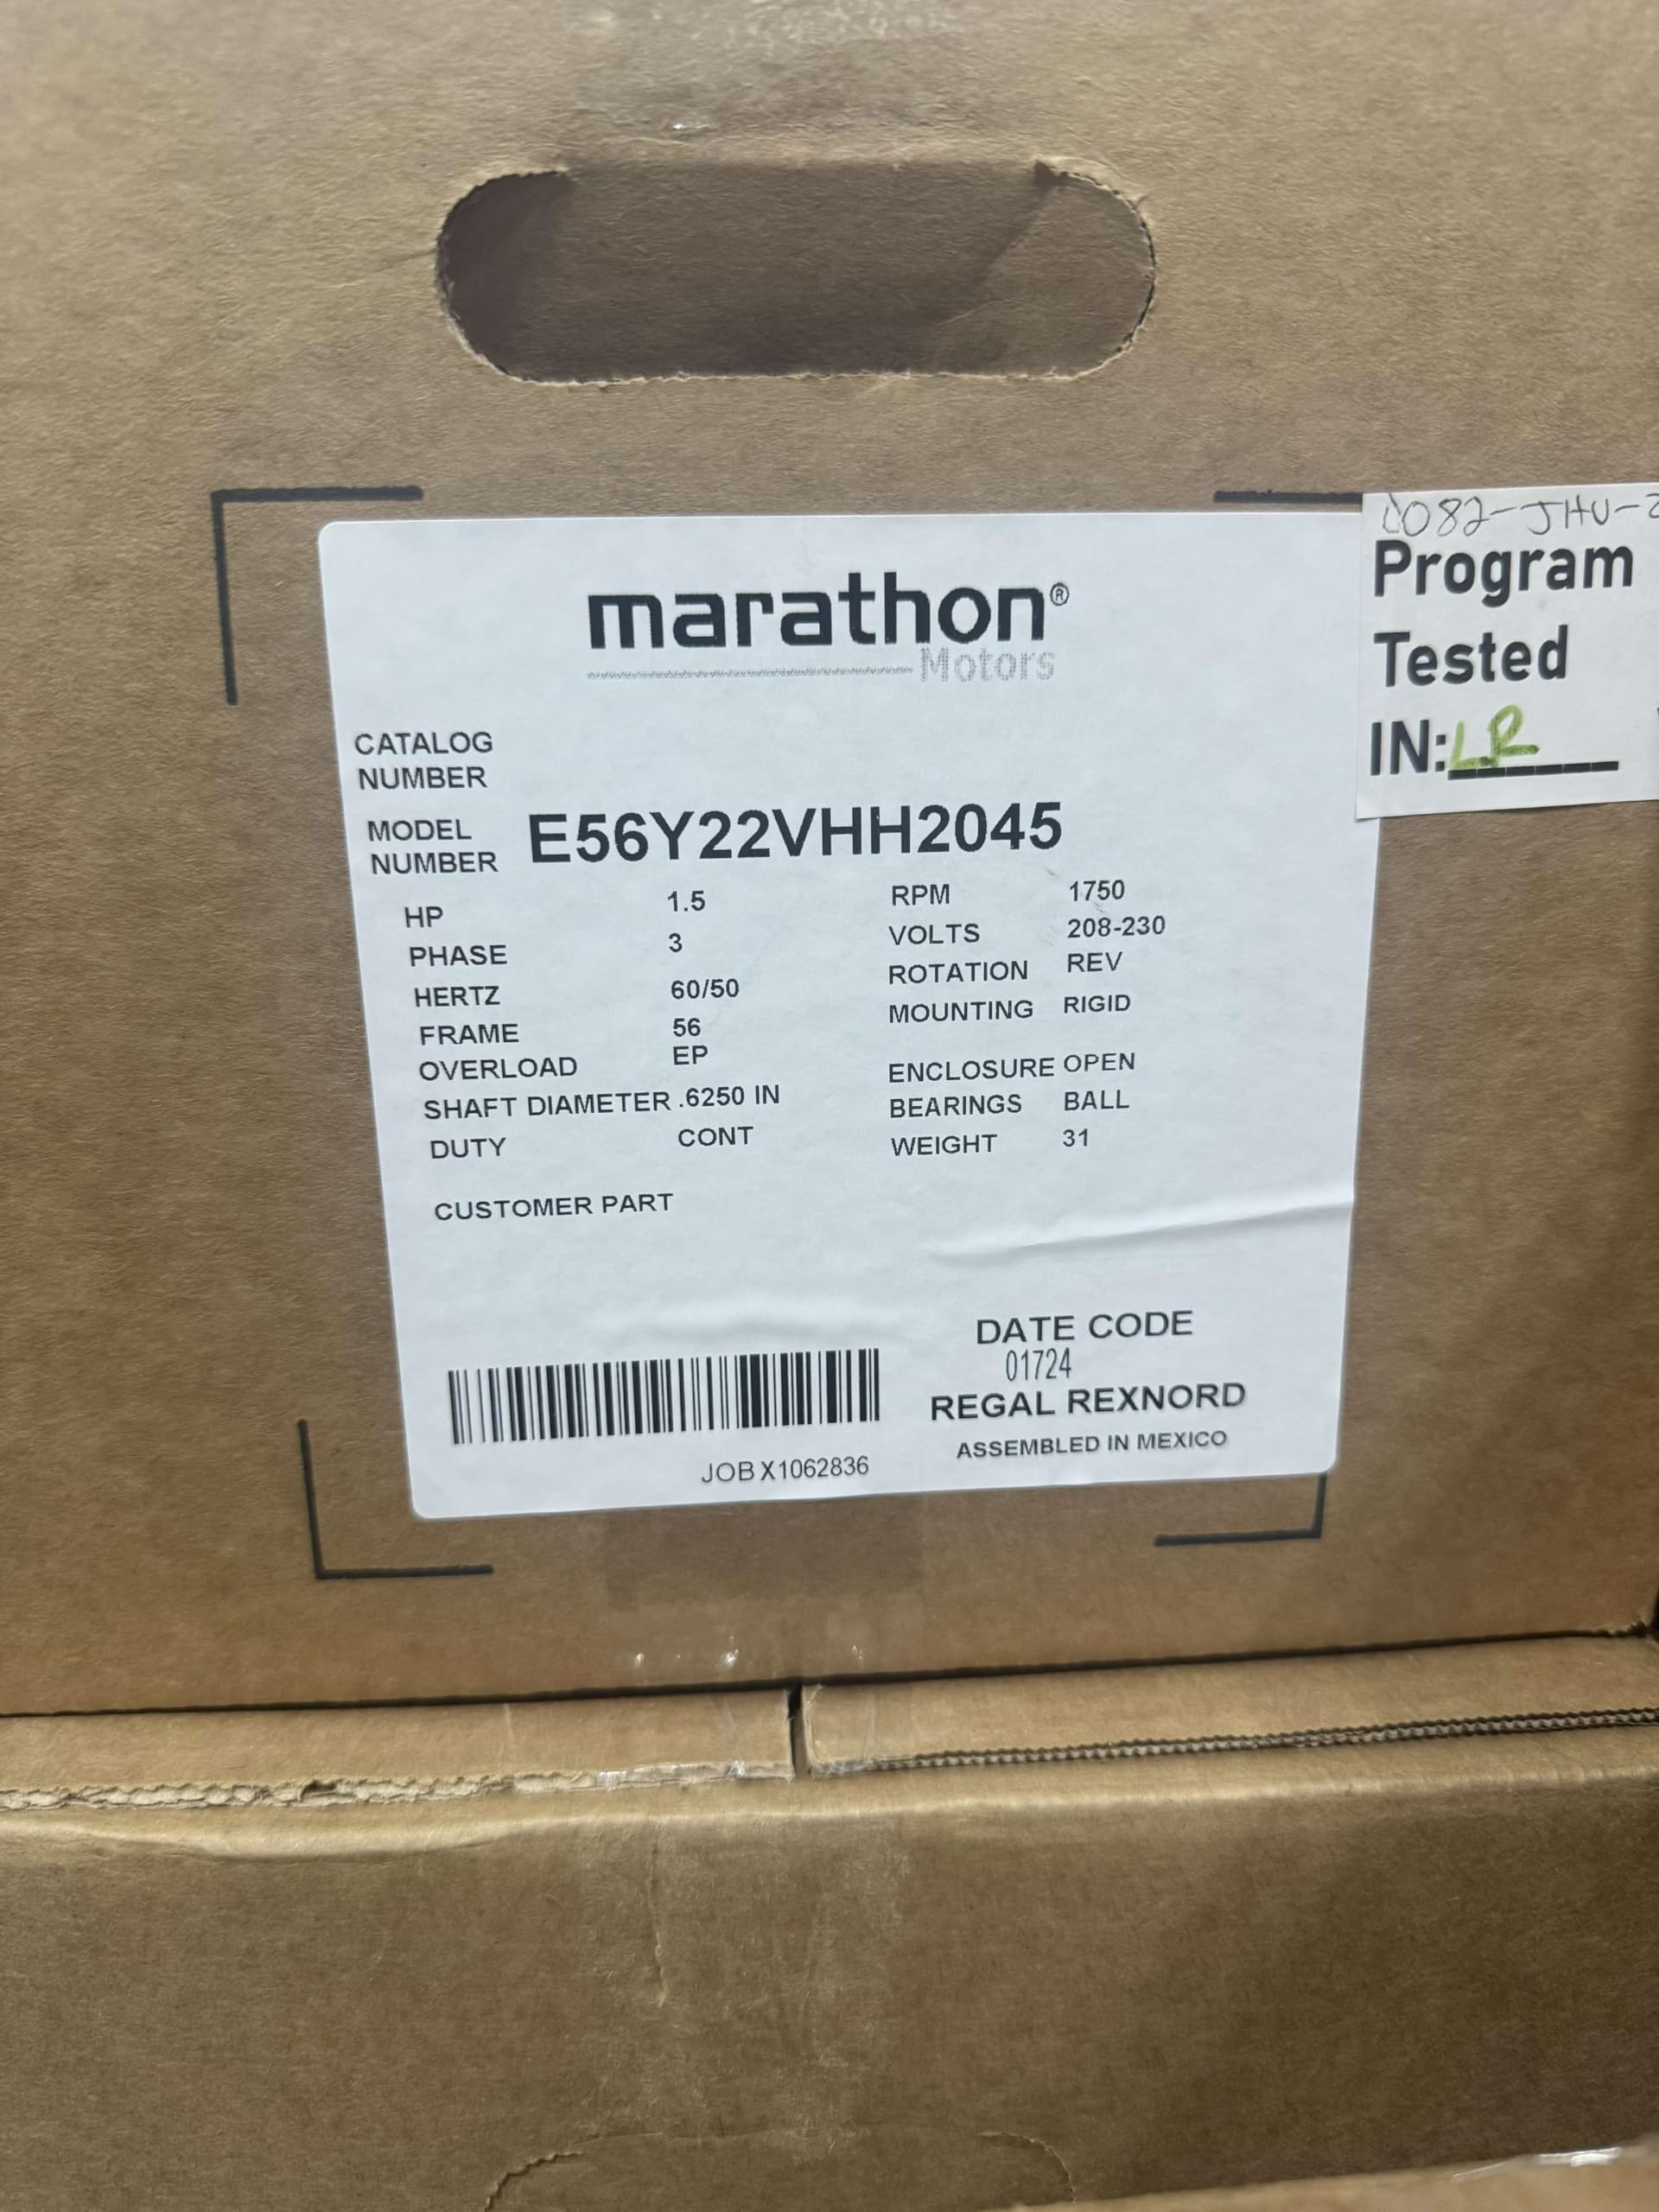 marathon®
Motors
CATALOG
NUMBER
MODEL
NUMBER E56Y22VHH2045
HP 1.5 RPM 1750
PHASE 3 VOLTS 208-230
HERTZ 60/50 ROTATION REV
FRAME 56 MOUNTING RIGID
OVERLOAD EP ENCLOSURE OPEN
SHAFT DIAMETER .6250 IN BEARINGS BALL
DUTY CONT WEIGHT 31
CUSTOMER PART
DATE CODE
01724
REGAL REXNORD
ASSEMBLED IN MEXICO
JOB X1062836
Program
Tested
IN: LR